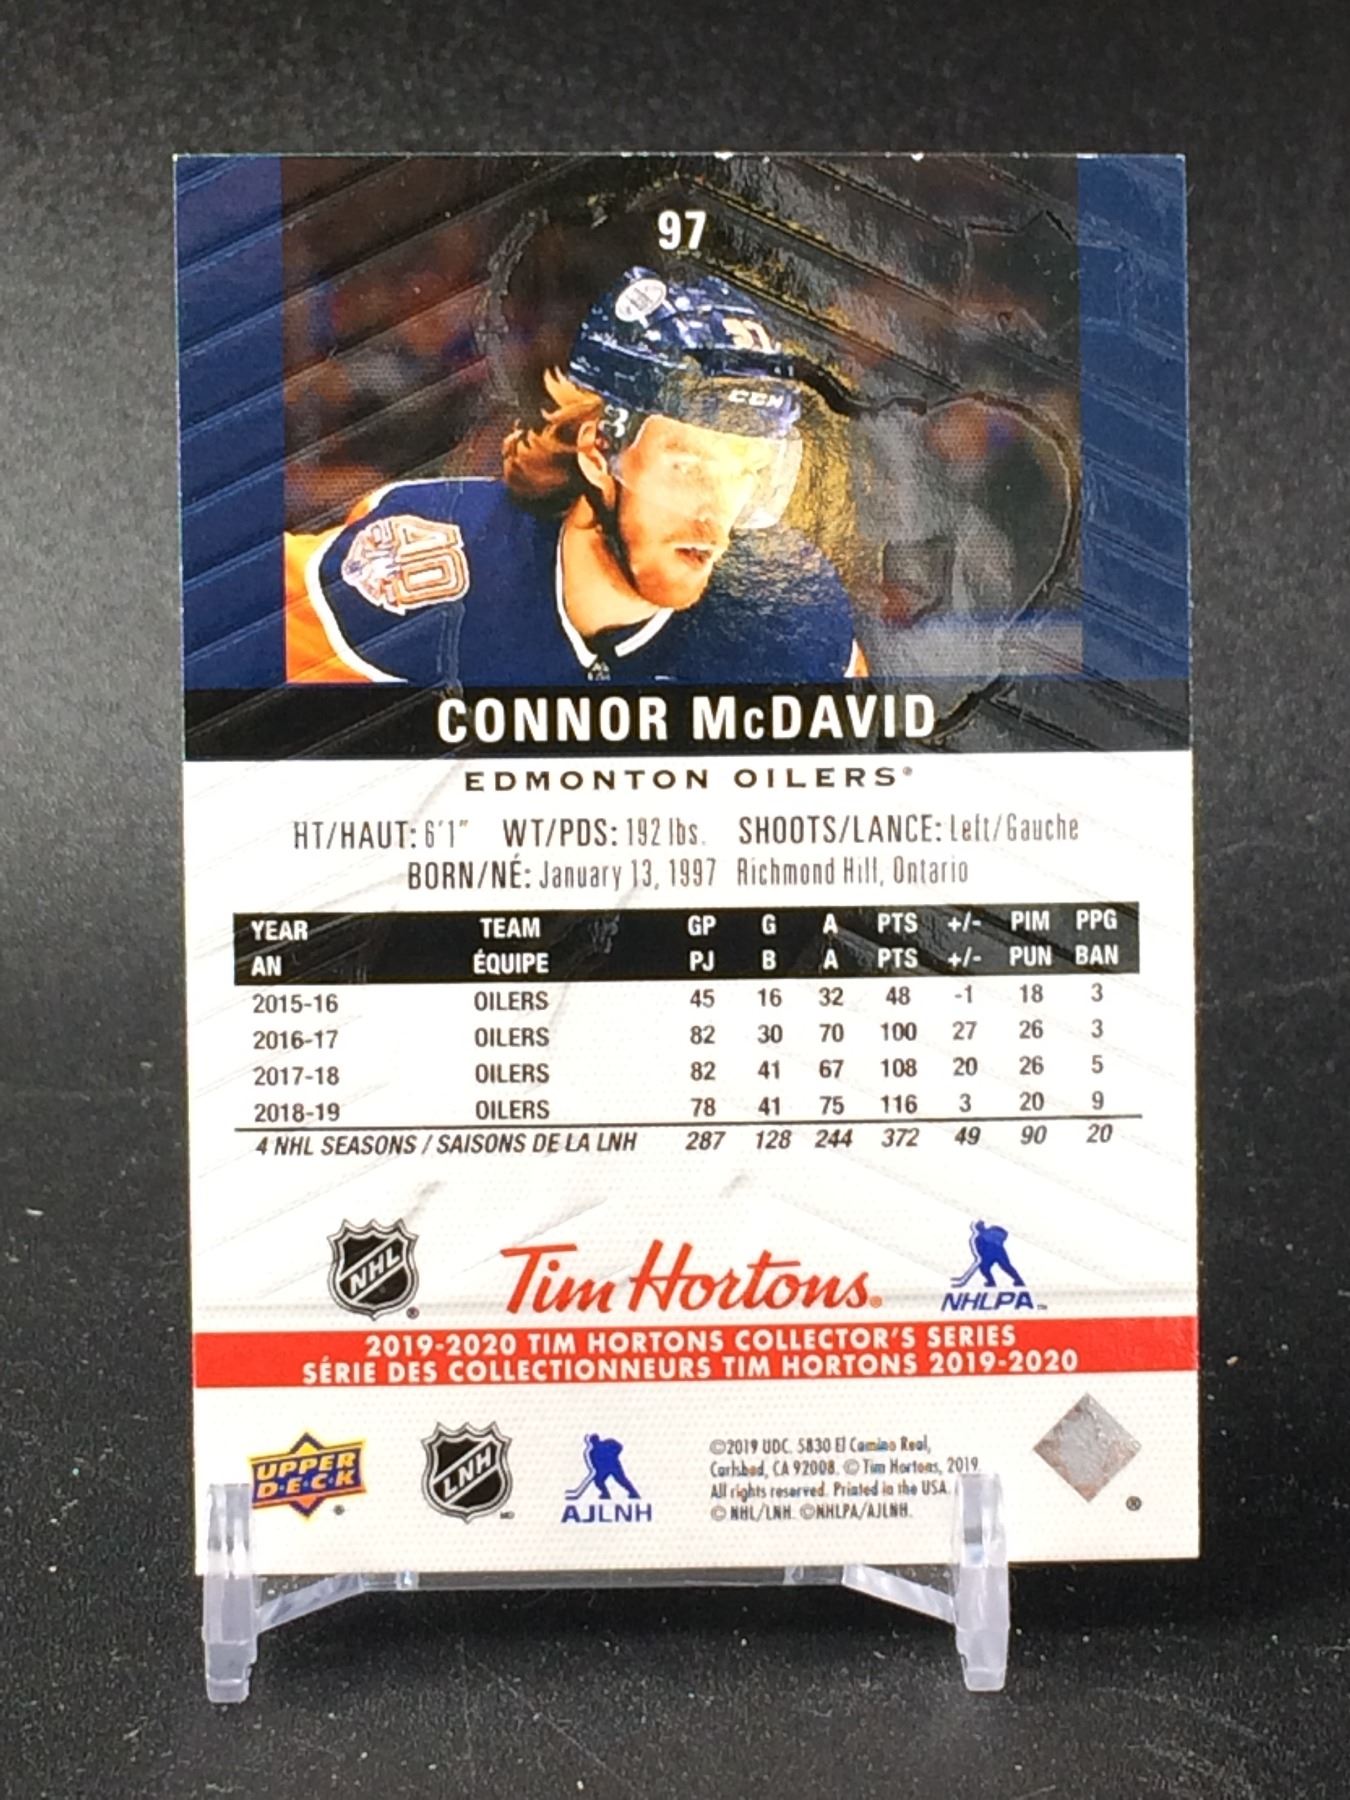 97
97
CCM
40
CONNOR McDAVID
EDMONTON OILERS®
HT/HAUT: 6'1" WT/PDS: 192 lbs. SHOOTS/LANCE: Left/Gauche
BORN/NÉ: January 13, 1997 Richmond Hill, Ontario
YEAR TEAM GP G A PTS +/- PIM PPG
AN ÉQUIPE PJ B A PTS +/- PUN BAN
2015-16 OILERS 45 16 32 48 -1 18 3
2016-17 OILERS 82 30 70 100 27 26 3
2017-18 OILERS 82 41 67 108 20 26 5
2018-19 OILERS 78 41 75 116 3 20 9
4 NHL SEASONS / SAISONS DE LA LNH 287 128 244 372 49 90 20
NHL ® Tim Hortons® NHLPA™
2019-2020 TIM HORTONS COLLECTOR'S SERIES
SÉRIE DES COLLECTIONNEURS TIM HORTONS 2019-2020
UPPER
D·E·C·K ®
LNH MD
AJLNH
©2019 UDC. 5830 El Camino Real,
Carlsbad, CA 92008. © Tim Hortons, 2019.
All rights reserved. Printed in the USA.
© NHL/LNH. ©NHLPA/AJLNH.
®